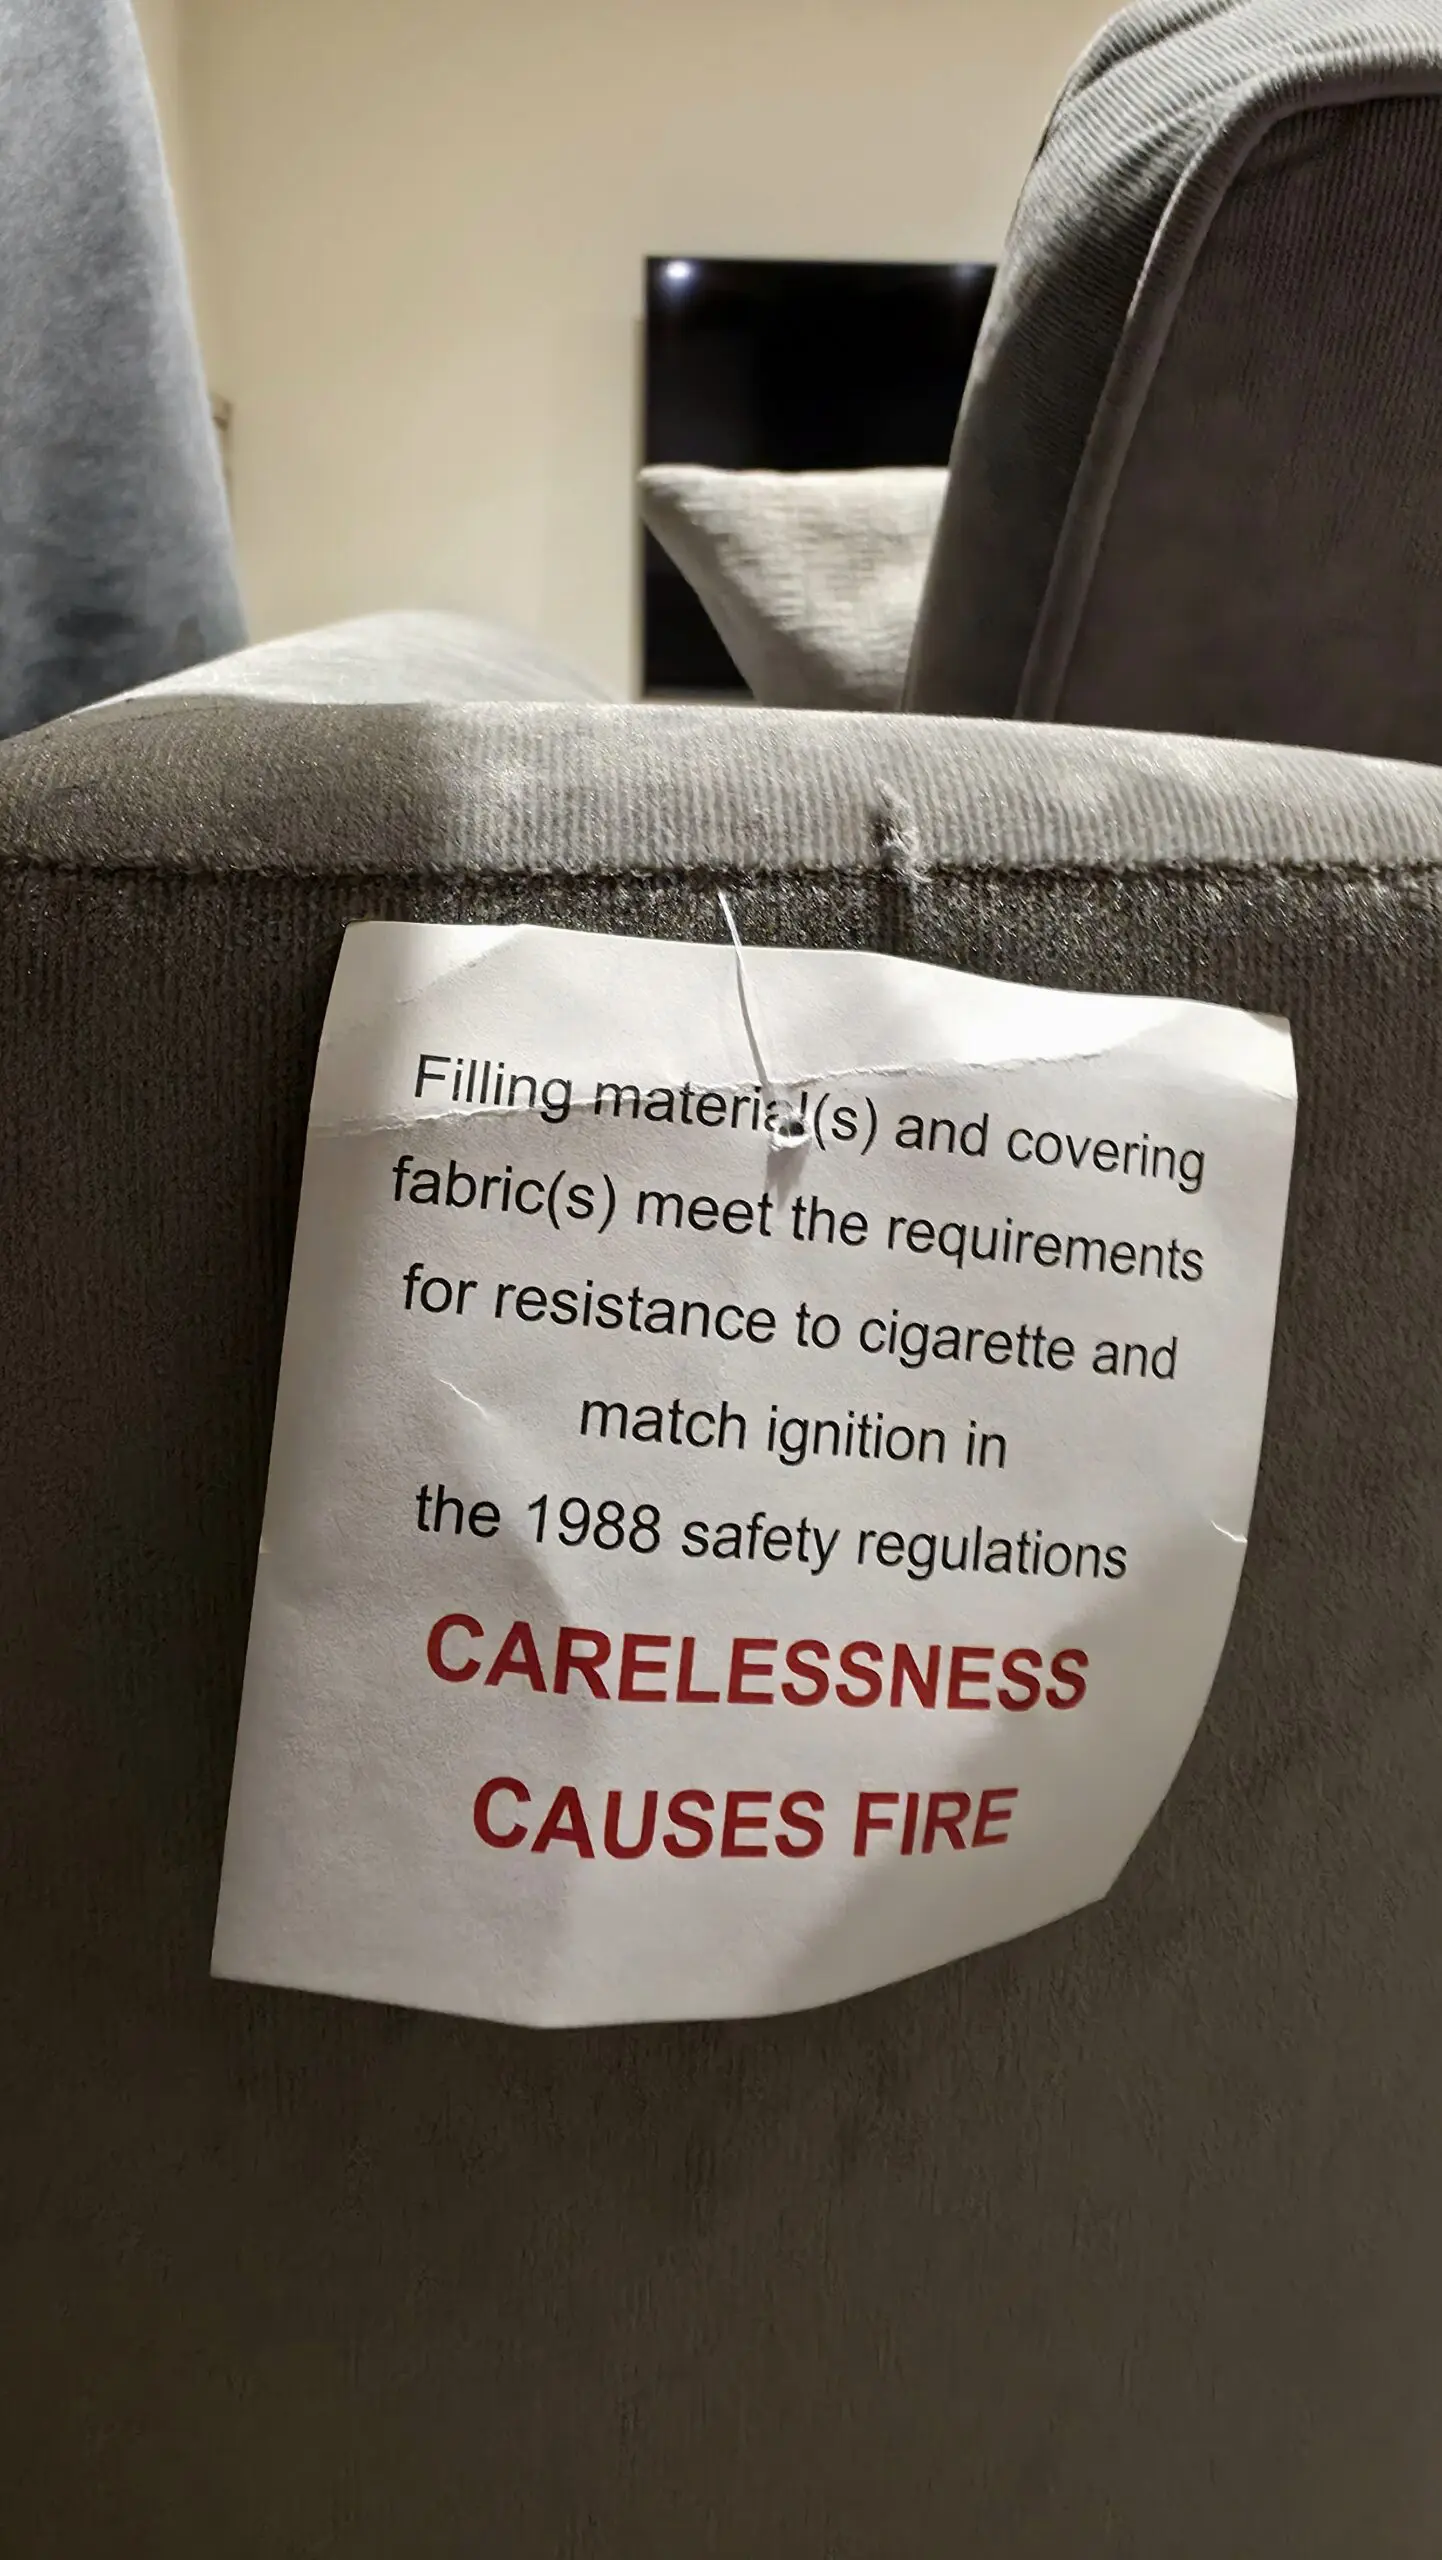 Filling material(s) and covering
fabric(s) meet the requirements
for resistance to cigarette and
match ignition in
the 1988 safety regulations
CARELESSNESS
CAUSES FIRE